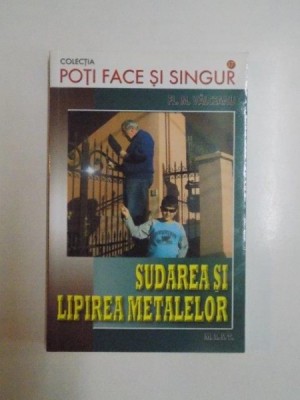 COLECȚIA
POȚI FACE ȘI SINGUR
SUDAREA ȘI
LIPIREA METALELOR
M.A.S.T.